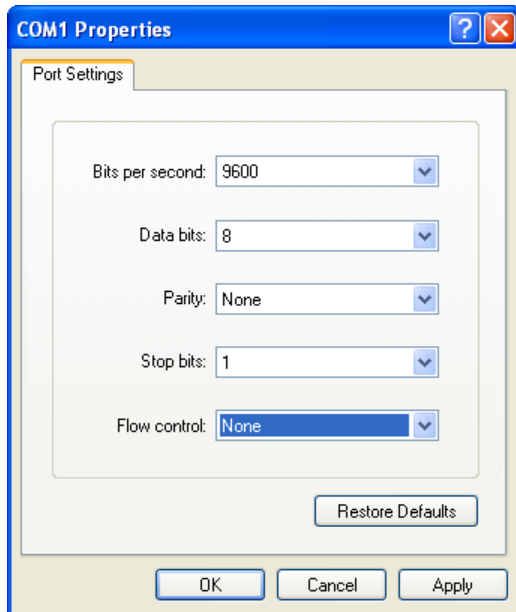 COM1 Properties
Port Settings
Bits per second: 9600
Data bits: 8
Parity: None
Stop bits: 1
Flow control: None
Restore Defaults
OK Cancel Apply